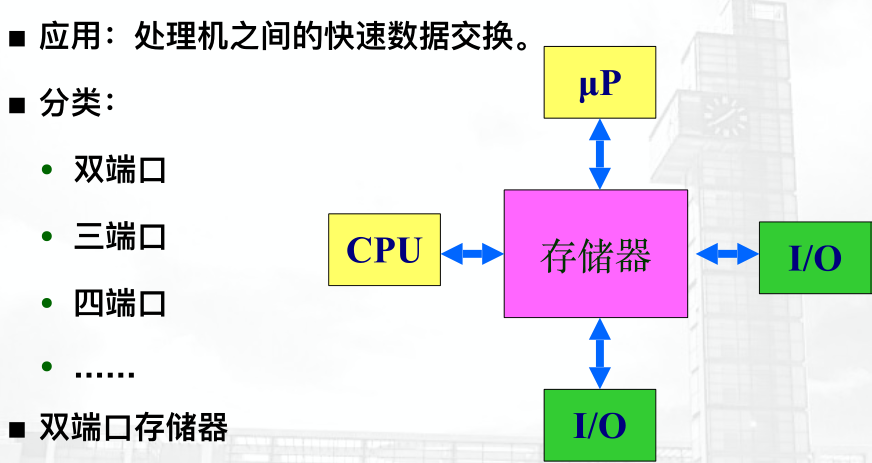 ■ 应用：处理机之间的快速数据交换。
■ 分类：
• 双端口
• 三端口
• 四端口
• ……
■ 双端口存储器
μP
CPU
存储器
I/O
I/O